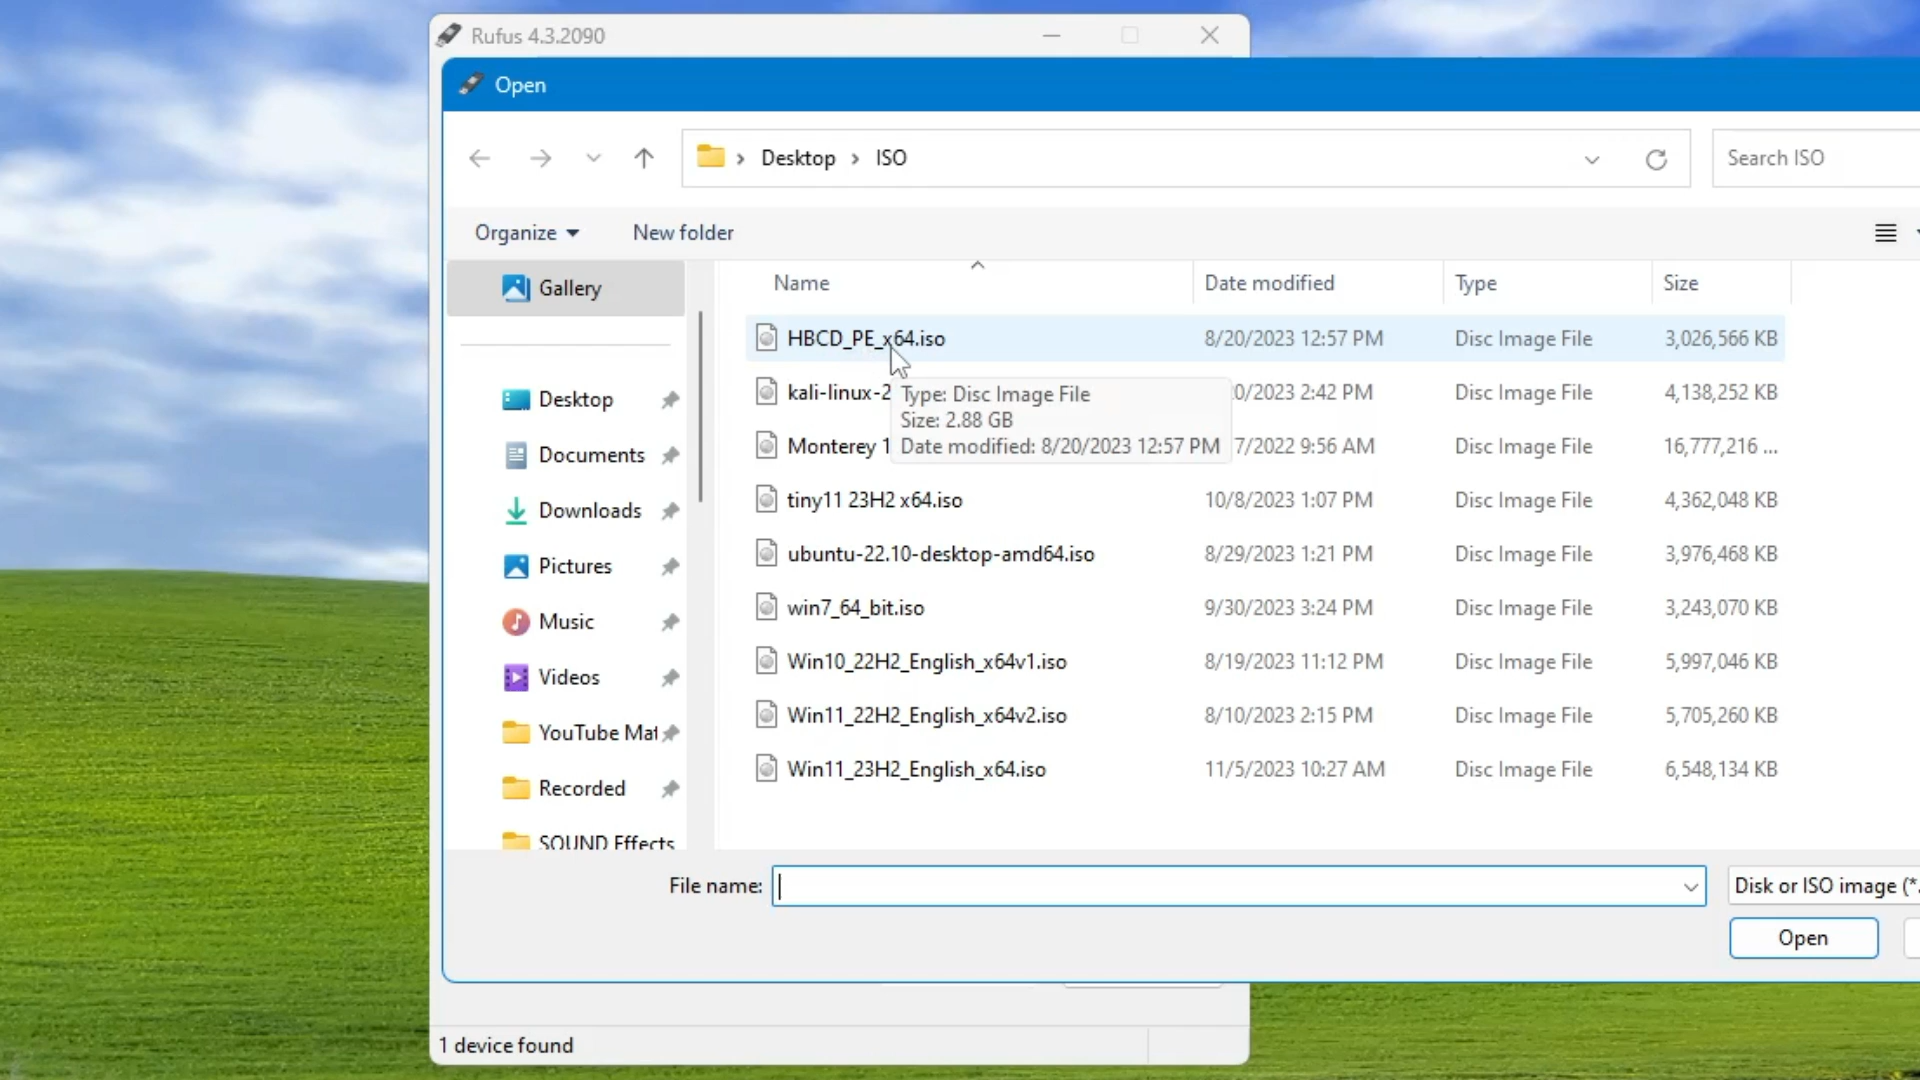 Rufus 4.3.2090
Open
Desktop > ISO
Search ISO
Organize
New folder
Gallery
Desktop
Documents
Downloads
Pictures
Music
Videos
YouTube Mat
Recorded
SOUND Effects
Name Date modified Type Size
HBCD_PE_x64.iso 8/20/2023 12:57 PM Disc Image File 3,026,566 KB
kali-linux-2 0/2023 2:42 PM Disc Image File 4,138,252 KB
Monterey 1 7/2022 9:56 AM Disc Image File 16,777,216 ...
tiny11 23H2 x64.iso 10/8/2023 1:07 PM Disc Image File 4,362,048 KB
ubuntu-22.10-desktop-amd64.iso 8/29/2023 1:21 PM Disc Image File 3,976,468 KB
win7_64_bit.iso 9/30/2023 3:24 PM Disc Image File 3,243,070 KB
Win10_22H2_English_x64v1.iso 8/19/2023 11:12 PM Disc Image File 5,997,046 KB
Win11_22H2_English_x64v2.iso 8/10/2023 2:15 PM Disc Image File 5,705,260 KB
Win11_23H2_English_x64.iso 11/5/2023 10:27 AM Disc Image File 6,548,134 KB
Type: Disc Image File
Size: 2.88 GB
Date modified: 8/20/2023 12:57 PM
File name:
Disk or ISO image (*.
Open
1 device found